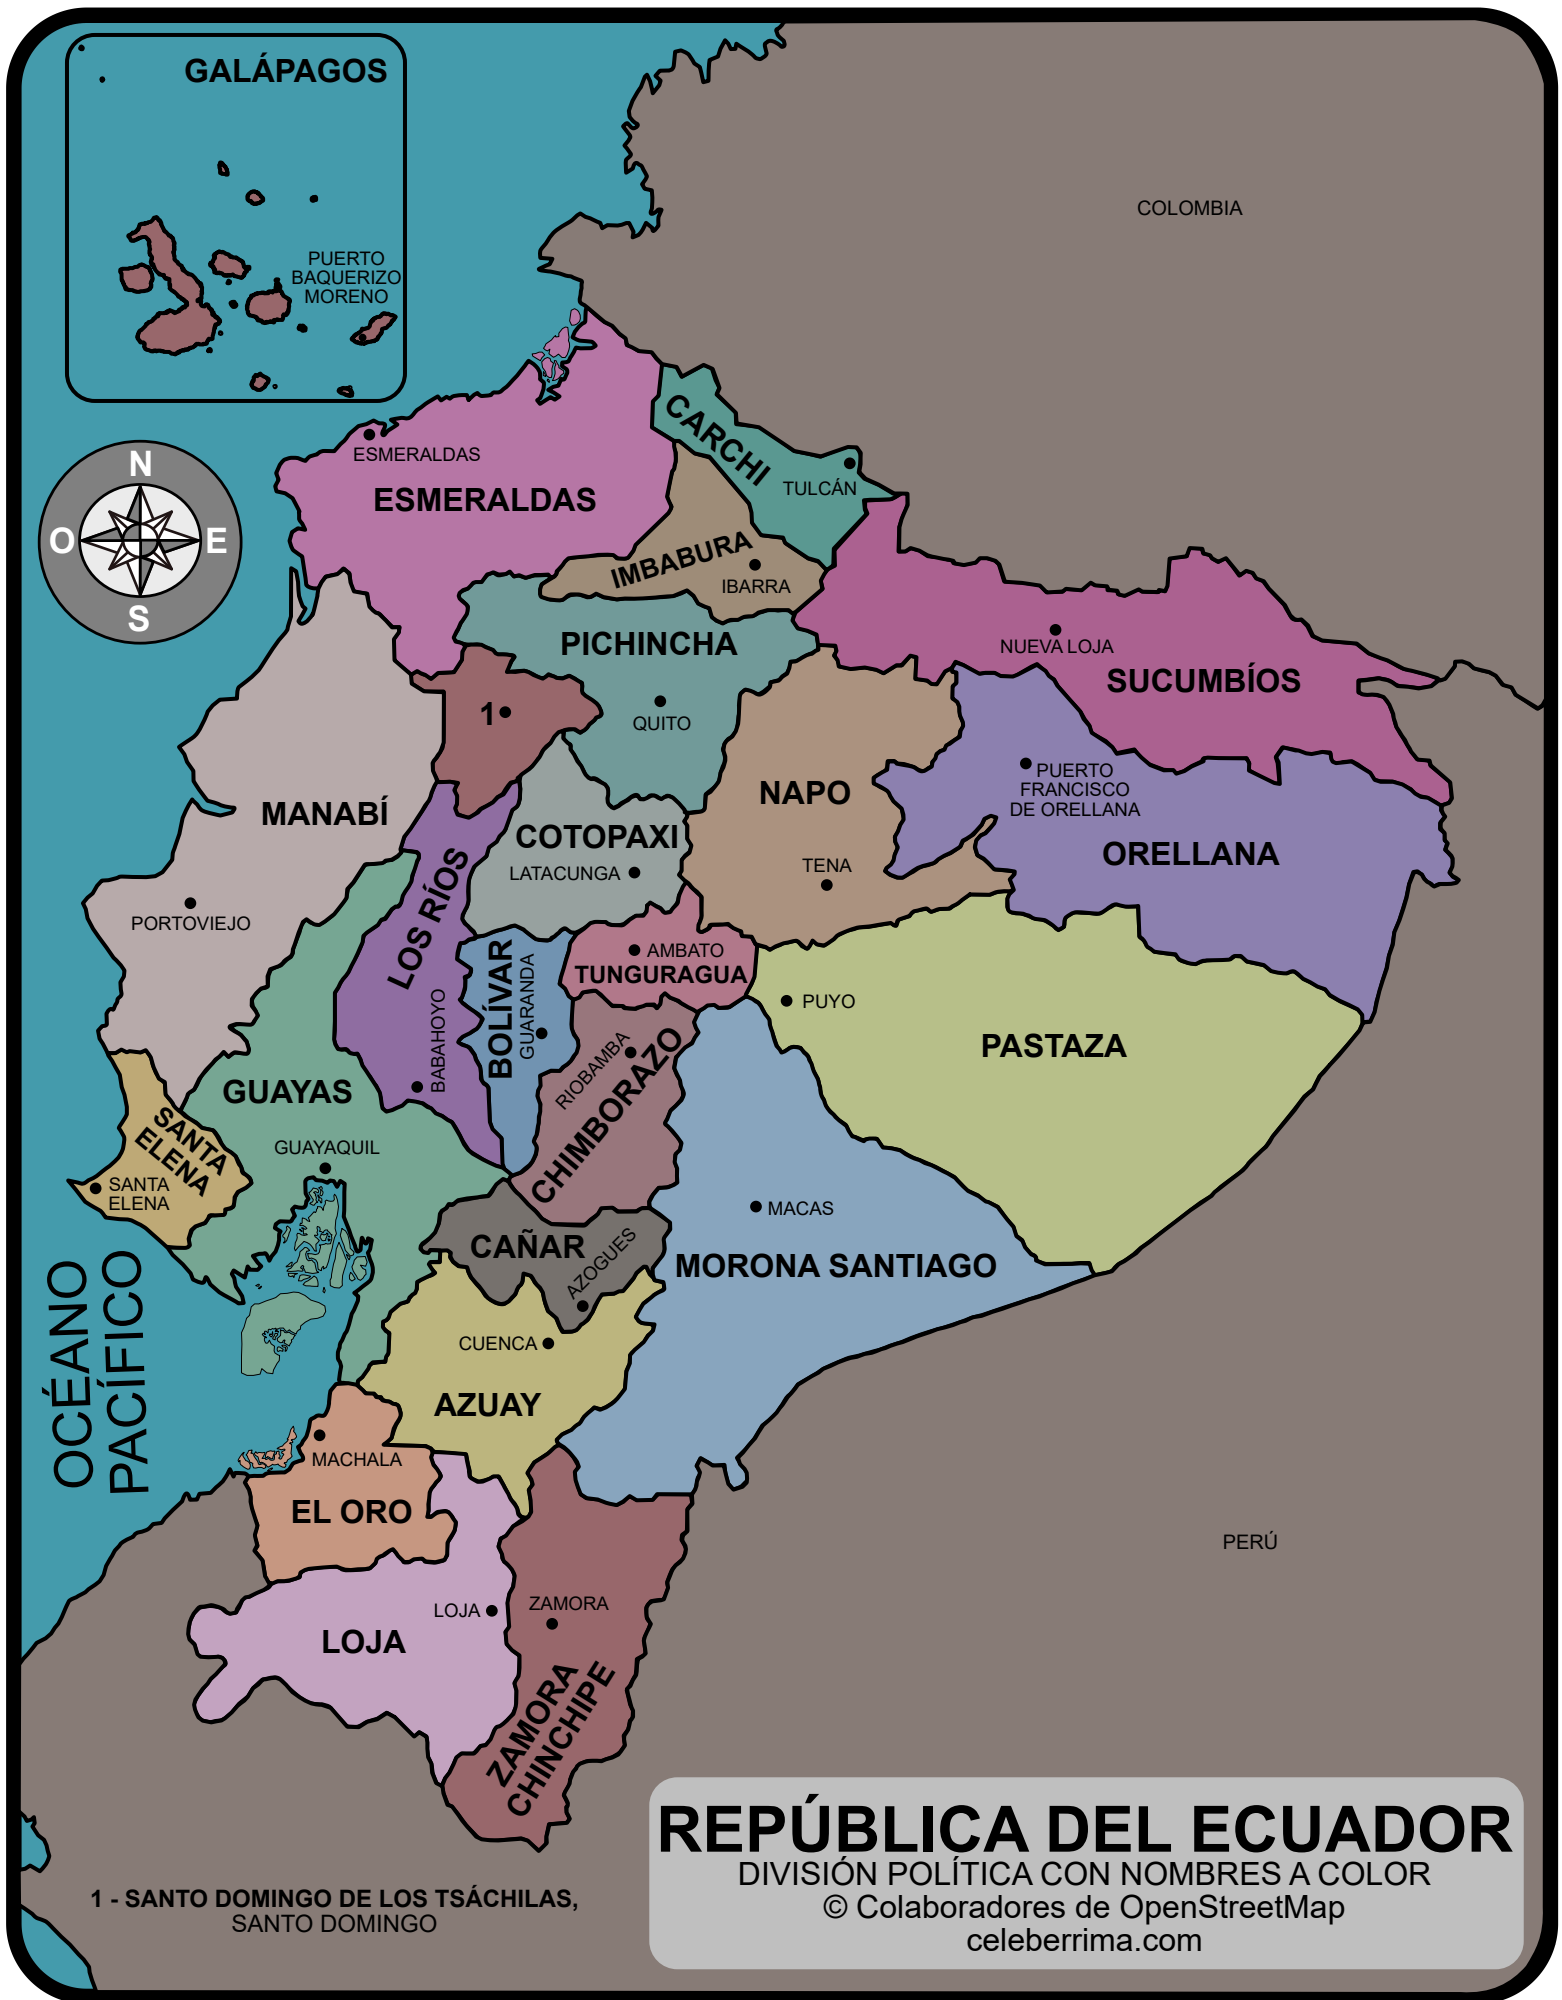 GALÁPAGOS
PUERTO
BAQUERIZO
MORENO
COLOMBIA
N
O
E
S
ESMERALDAS
ESMERALDAS
CARCHI
TULCÁN
IMBABURA
IBARRA
PICHINCHA
QUITO
NUEVA LOJA
SUCUMBÍOS
1
MANABÍ
PORTOVIEJO
NAPO
TENA
PUERTO
FRANCISCO
DE ORELLANA
ORELLANA
COTOPAXI
LATACUNGA
LOS RÍOS
BABAHOYO
BOLÍVAR
GUARANDA
AMBATO
TUNGURAGUA
PUYO
PASTAZA
RIOBAMBA
CHIMBORAZO
GUAYAS
GUAYAQUIL
SANTA
ELENA
SANTA
ELENA
MACAS
MORONA SANTIAGO
CAÑAR
AZOGUES
CUENCA
AZUAY
OCÉANO
PACÍFICO
MACHALA
EL ORO
PERÚ
LOJA
LOJA
ZAMORA
ZAMORA
CHINCHIPE
REPÚBLICA DEL ECUADOR
DIVISIÓN POLÍTICA CON NOMBRES A COLOR
© Colaboradores de OpenStreetMap
celeberrima.com
1 - SANTO DOMINGO DE LOS TSÁCHILAS,
SANTO DOMINGO